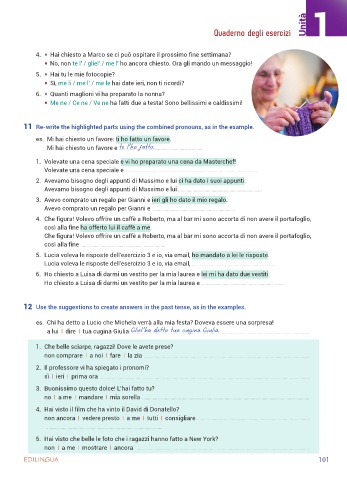 Quaderno degli esercizi
Unità 1
4. • Hai chiesto a Marco se ci può ospitare il prossimo fine settimana?
• No, non te l' / gliel' / me l' ho ancora chiesto. Ora gli mando un messaggio!
5. • Hai tu le mie fotocopie?
• Sì, me li / me l' / me le hai date ieri, non ti ricordi?
6. • Quanti maglioni vi ha preparato la nonna?
• Me ne / Ce ne / Ve ne ha fatti due a testa! Sono bellissimi e caldissimi!
11 Re-write the highlighted parts using the combined pronouns, as in the example.
es. Mi hai chiesto un favore: ti ho fatto un favore.
Mi hai chiesto un favore e te l'ho fatto.
1. Volevate una cena speciale e vi ho preparato una cena da Masterchef!
Volevate una cena speciale e
2. Avevamo bisogno degli appunti di Massimo e lui ci ha dato i suoi appunti.
Avevamo bisogno degli appunti di Massimo e lui
3. Avevo comprato un regalo per Gianni e ieri gli ho dato il mio regalo.
Avevo comprato un regalo per Gianni e
4. Che figura! Volevo offrire un caffè a Roberto, ma al bar mi sono accorta di non avere il portafoglio,
così alla fine ha offerto lui il caffè a me.
Che figura! Volevo offrire un caffè a Roberto, ma al bar mi sono accorta di non avere il portafoglio,
così alla fine
5. Lucia voleva le risposte dell'esercizio 3 e io, via email, ho mandato a lei le risposte.
Lucia voleva le risposte dell'esercizio 3 e io, via email,
6. Ho chiesto a Luisa di darmi un vestito per la mia laurea e lei mi ha dato due vestiti.
Ho chiesto a Luisa di darmi un vestito per la mia laurea e
12 Use the suggestions to create answers in the past tense, as in the examples.
es. Chi ha detto a Lucio che Michela verrà alla mia festa? Doveva essere una sorpresa!
a lui | dire | tua cugina Giulia Gliel'ha detto tua cugina Giulia.
1. Che belle sciarpe, ragazzi! Dove le avete prese?
non comprare | a noi | fare | la zia
2. Il professore vi ha spiegato i pronomi?
sì | ieri | prima ora
3. Buonissimo questo dolce! L'hai fatto tu?
no | a me | mandare | mia sorella
4. Hai visto il film che ha vinto il David di Donatello?
non ancora | vedere presto | a me | tutti | consigliare
5. Hai visto che belle le foto che i ragazzi hanno fatto a New York?
non | a me | mostrare | ancora
EDILINGUA
101